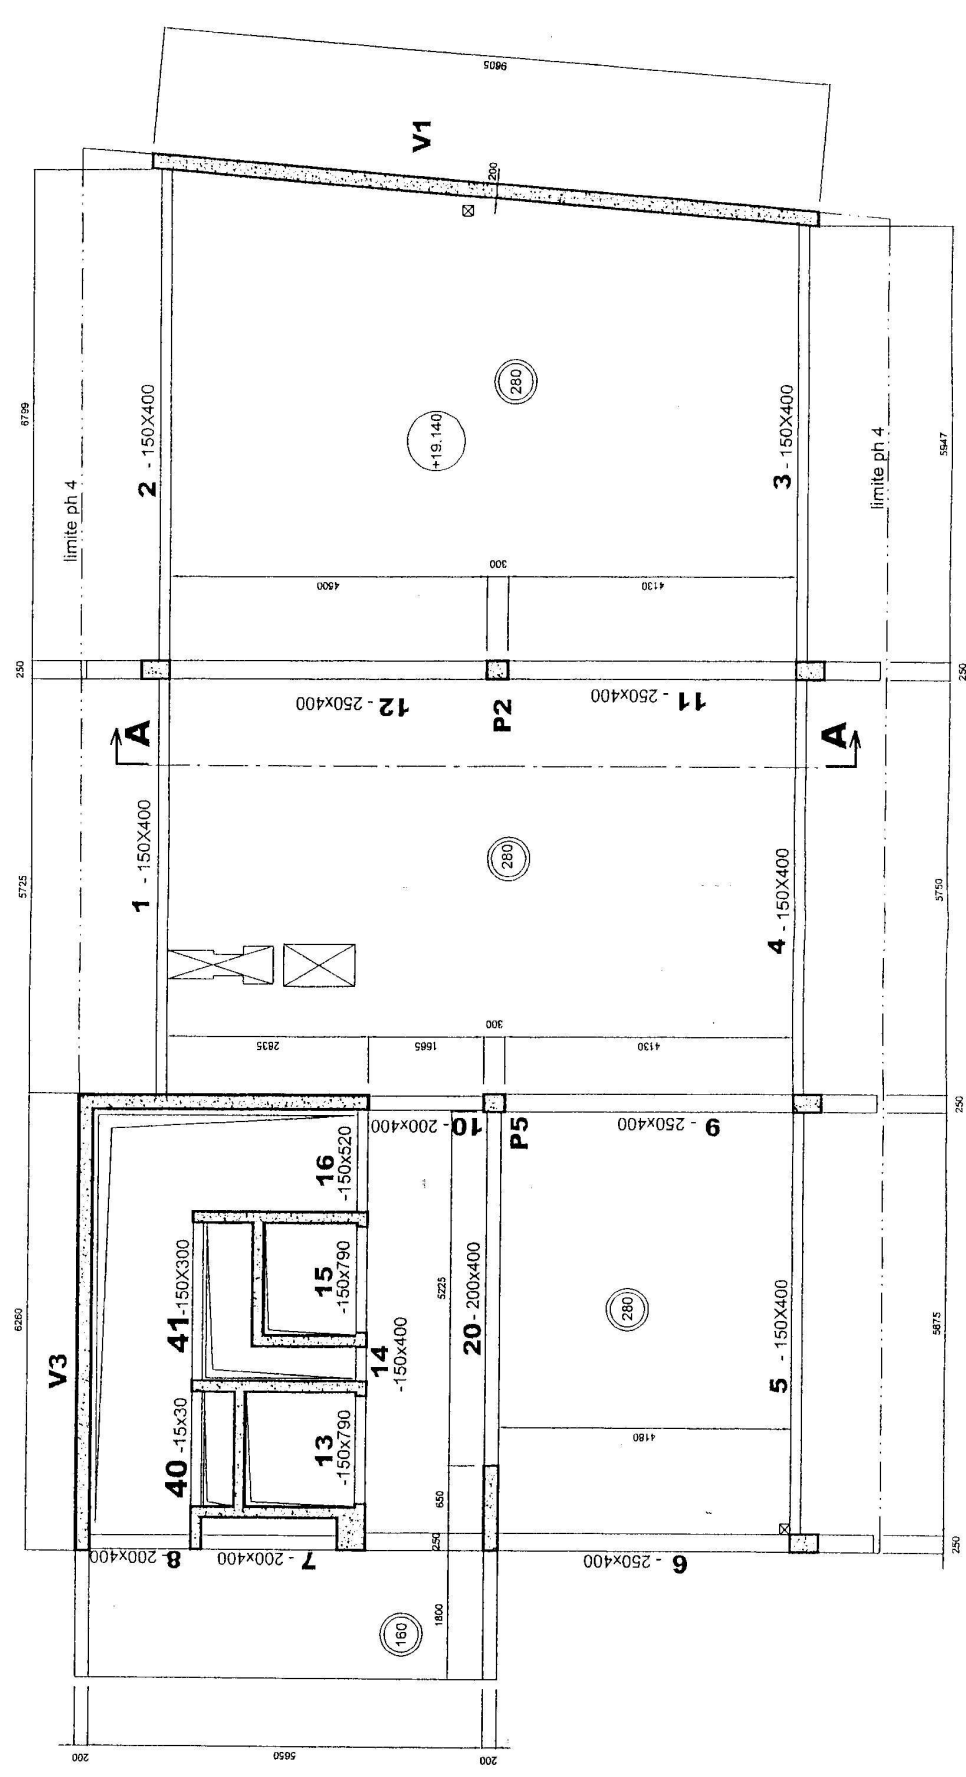 9605
V1
200
6799
limite ph 4
2 - 150X400
280
+19.140
3 - 150X400
limite ph 4
5947
300
4500
4130
250
250
12 - 250x400
P2
11 - 250x400
A
A
5725
1 - 150X400
280
4 - 150X400
5750
300
2835
1665
4130
250
10 - 200x400
P5
9 - 250x400
16
-150x520
V3
6260
41-150X300
15
-150x790
14
-150x400
5225
20 - 200x400
280
5 - 150X400
5875
40 -15x30
13
-150x790
4180
650
250
8 - 200x400
7 - 200x400
6 - 250x400
250
1800
160
200
5650
200